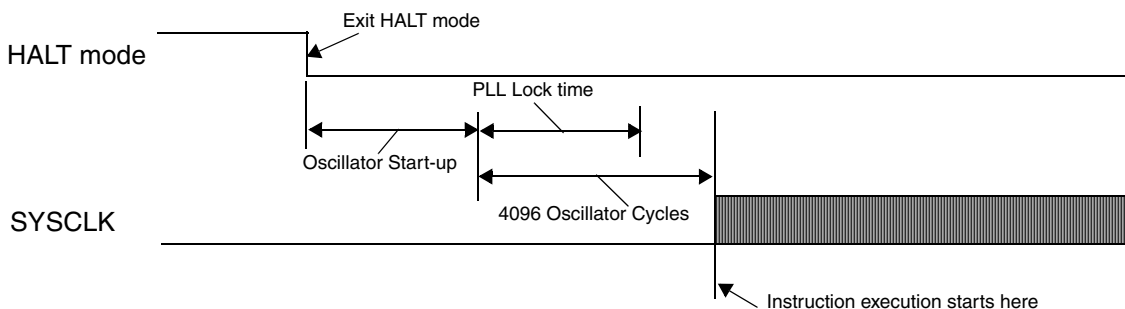 Exit HALT mode
HALT mode
PLL Lock time
Oscillator Start-up
4096 Oscillator Cycles
SYSCLK
Instruction execution starts here